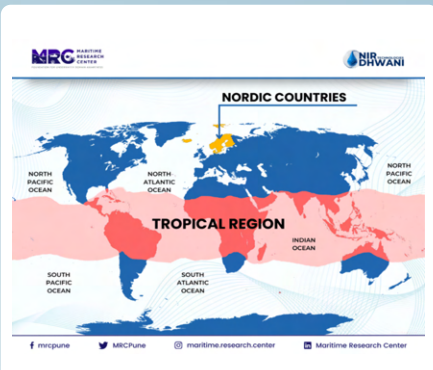 MRC MARITIME
RESEARCH
CENTER
NIR
DHWANI
NORDIC COUNTRIES
NORTH
PACIFIC
OCEAN
NORTH
ATLANTIC
OCEAN
NORTH
PACIFIC
OCEAN
TROPICAL REGION
INDIAN
OCEAN
SOUTH
PACIFIC
OCEAN
SOUTH
ATLANTIC
OCEAN
mrcpune MRCPune maritime.research.center Maritime Research Center